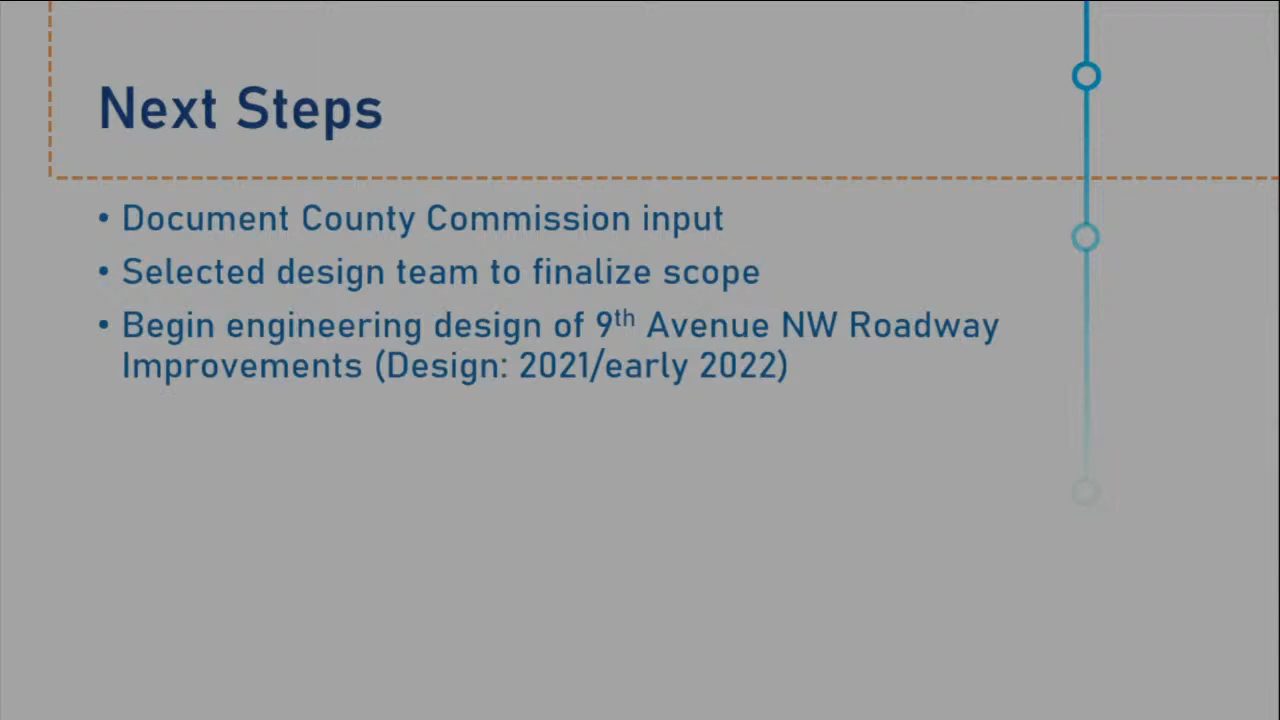 Next Steps
• Document County Commission input
• Selected design team to finalize scope
• Begin engineering design of 9th Avenue NW Roadway
Improvements (Design: 2021/early 2022)